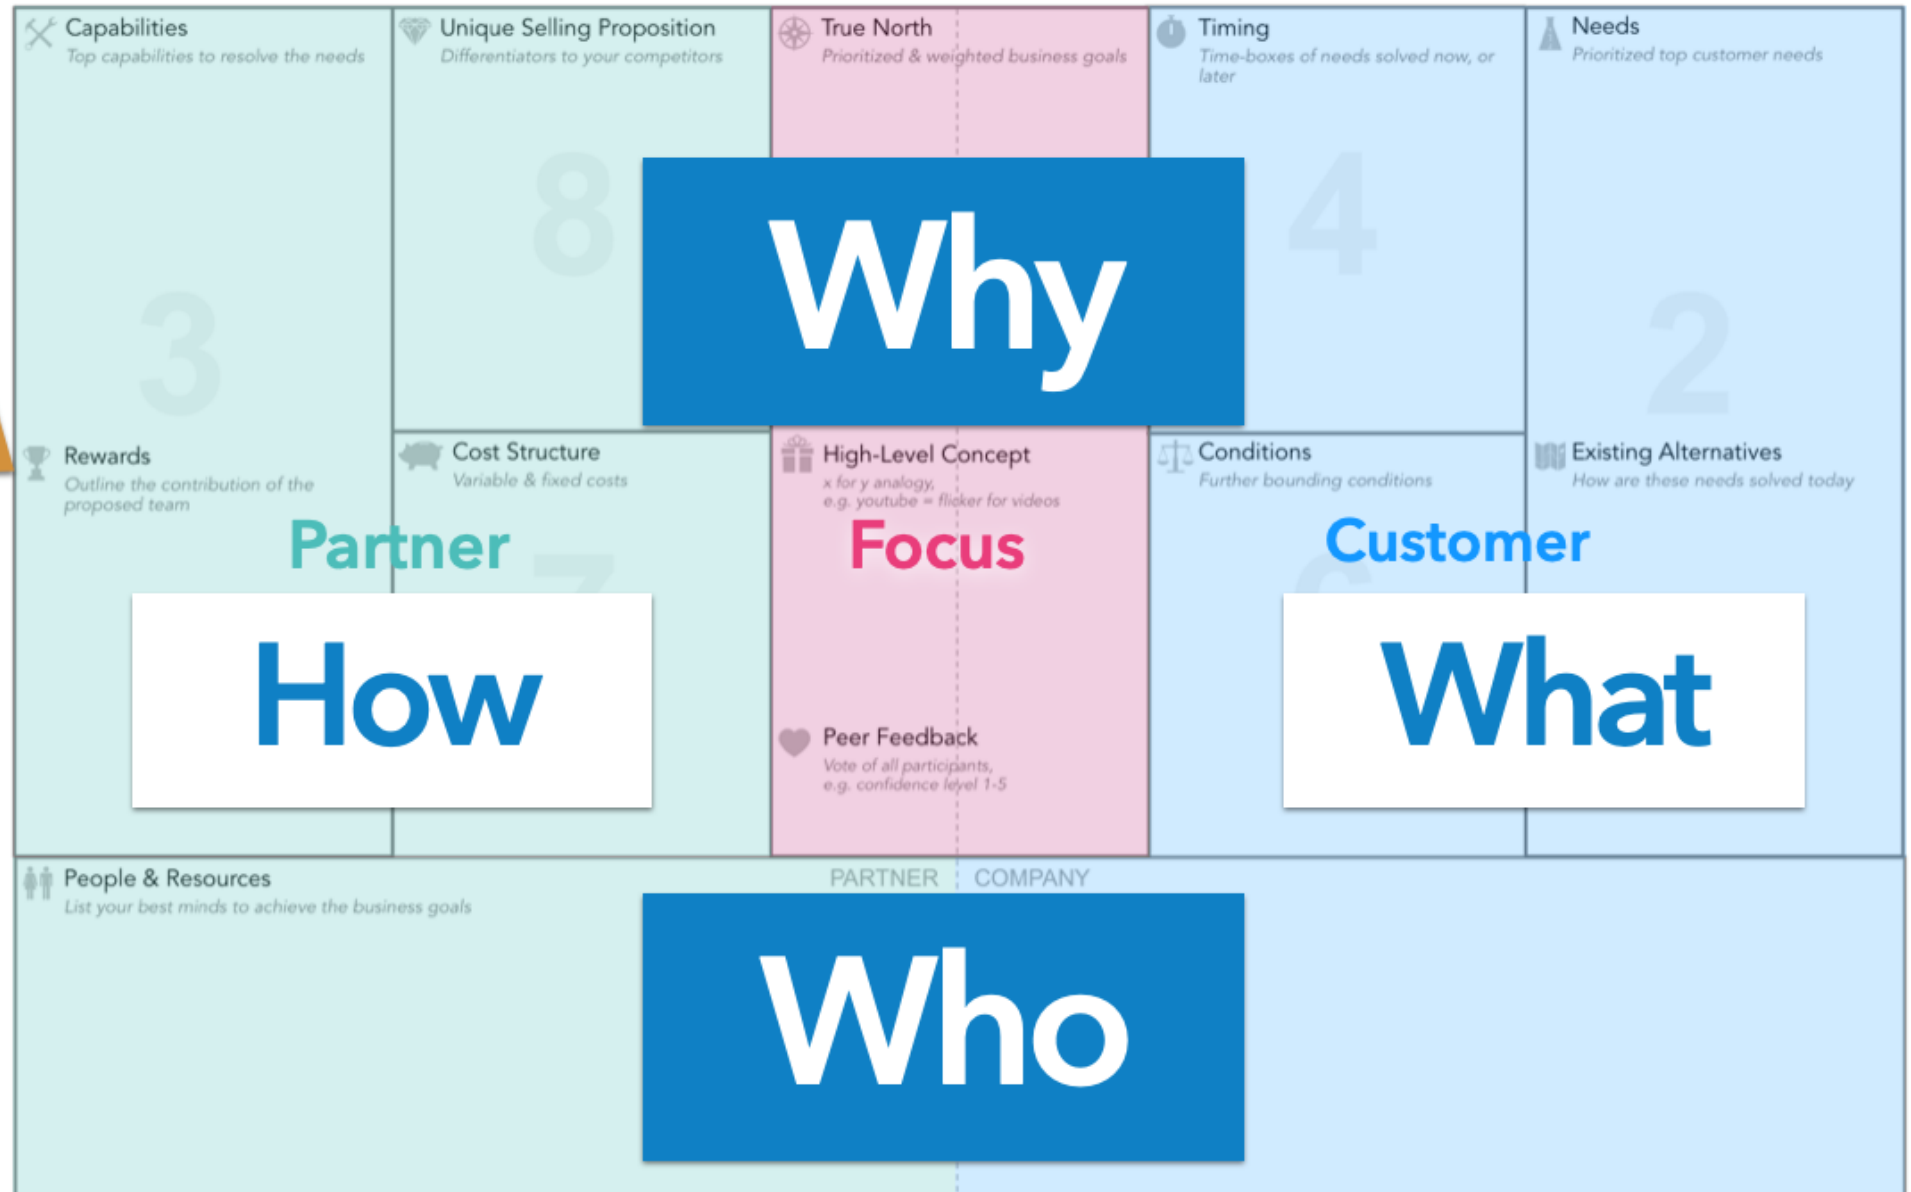 Capabilities
Top capabilities to resolve the needs
3
Rewards
Outline the contribution of the
proposed team
Unique Selling Proposition
Differentiators to your competitors
8
Cost Structure
Variable & fixed costs
Partner
How
True North
Prioritized & weighted business goals
Why
High-Level Concept
x for y analogy,
e.g. youtube = flicker for videos
Focus
Peer Feedback
Vote of all participants,
e.g. confidence level 1-5
Timing
Time-boxes of needs solved now, or
later
4
Conditions
Further bounding conditions
Needs
Prioritized top customer needs
2
Existing Alternatives
How are these needs solved today
Customer
What
People & Resources
List your best minds to achieve the business goals
PARTNER
COMPANY
Who